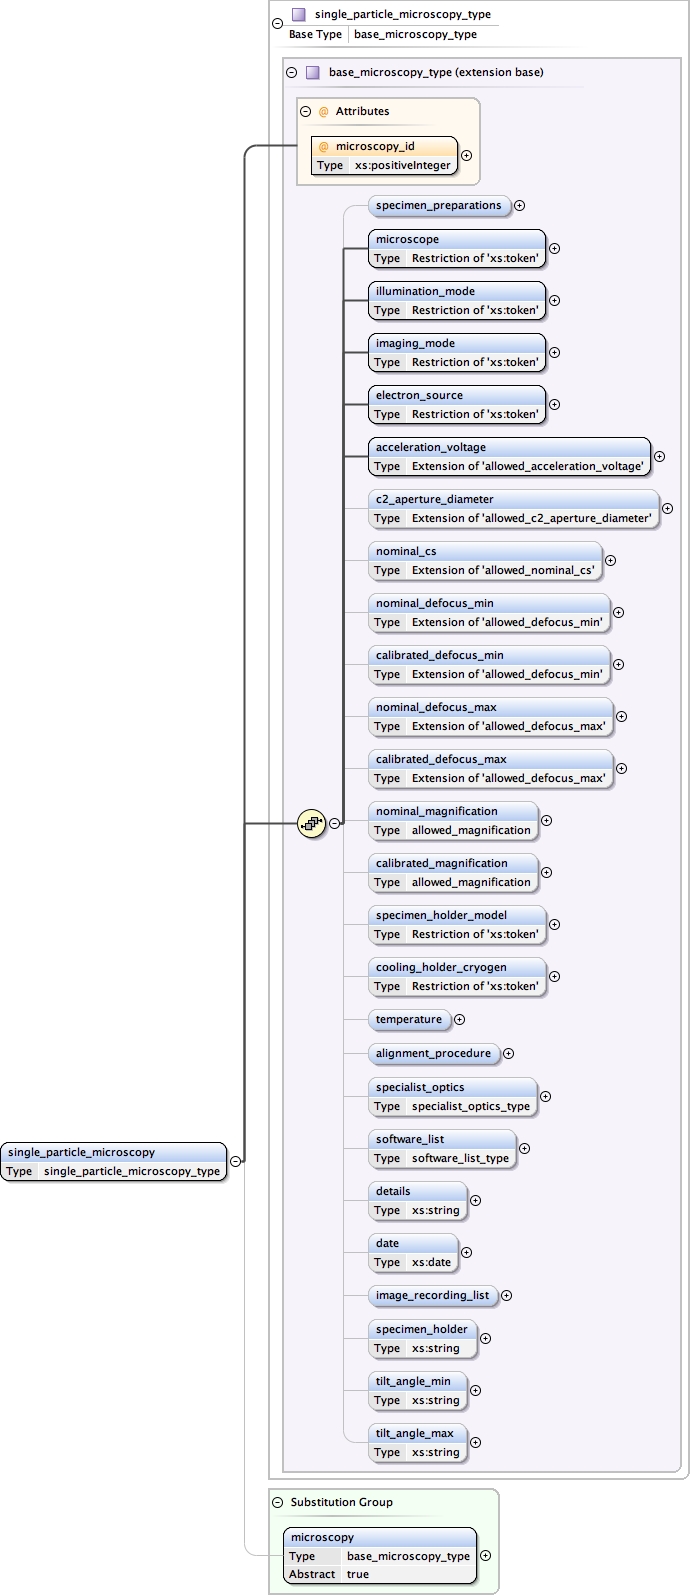 single_particle_microscopy_type
Base Type base_microscopy_type
base_microscopy_type (extension base)
@ Attributes
@ microscopy_id
Type xs:positiveInteger
specimen_preparations
microscope
Type Restriction of 'xs:token'
illumination_mode
Type Restriction of 'xs:token'
imaging_mode
Type Restriction of 'xs:token'
electron_source
Type Restriction of 'xs:token'
acceleration_voltage
Type Extension of 'allowed_acceleration_voltage'
c2_aperture_diameter
Type Extension of 'allowed_c2_aperture_diameter'
nominal_cs
Type Extension of 'allowed_nominal_cs'
nominal_defocus_min
Type Extension of 'allowed_defocus_min'
calibrated_defocus_min
Type Extension of 'allowed_defocus_min'
nominal_defocus_max
Type Extension of 'allowed_defocus_max'
calibrated_defocus_max
Type Extension of 'allowed_defocus_max'
nominal_magnification
Type allowed_magnification
calibrated_magnification
Type allowed_magnification
specimen_holder_model
Type Restriction of 'xs:token'
cooling_holder_cryogen
Type Restriction of 'xs:token'
temperature
alignment_procedure
specialist_optics
Type specialist_optics_type
software_list
Type software_list_type
details
Type xs:string
date
Type xs:date
image_recording_list
specimen_holder
Type xs:string
tilt_angle_min
Type xs:string
tilt_angle_max
Type xs:string
single_particle_microscopy
Type single_particle_microscopy_type
Substitution Group
microscopy
Type base_microscopy_type
Abstract true